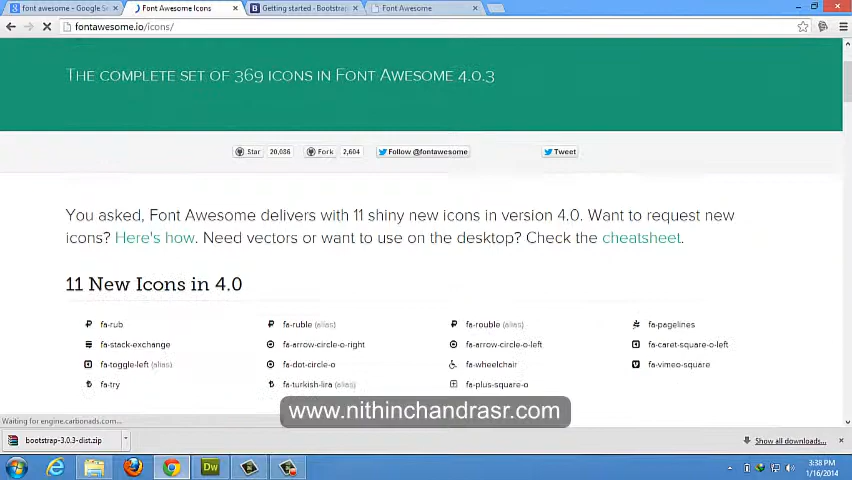 font awesome - Google Se
Font Awesome Icons
Getting started · Bootstrap
Font Awesome
fontawesome.io/icons/
The complete set of 369 icons in Font Awesome 4.0.3
Star 20,086 Fork 2,604 Follow @fontawesome Tweet
You asked, Font Awesome delivers with 11 shiny new icons in version 4.0. Want to request new
icons? Here's how. Need vectors or want to use on the desktop? Check the cheatsheet.
11 New Icons in 4.0
fa-rub fa-ruble (alias) fa-rouble (alias) fa-pagelines
fa-stack-exchange fa-arrow-circle-o-right fa-arrow-circle-o-left fa-caret-square-o-left
fa-toggle-left (alias) fa-dot-circle-o fa-wheelchair fa-vimeo-square
fa-try fa-turkish-lira (alias) fa-plus-square-o
www.nithinchandrasr.com
Waiting for engine.carbonads.com...
bootstrap-3.0.3-dist.zip Show all downloads...
Dw
3:38 PM
1/16/2014